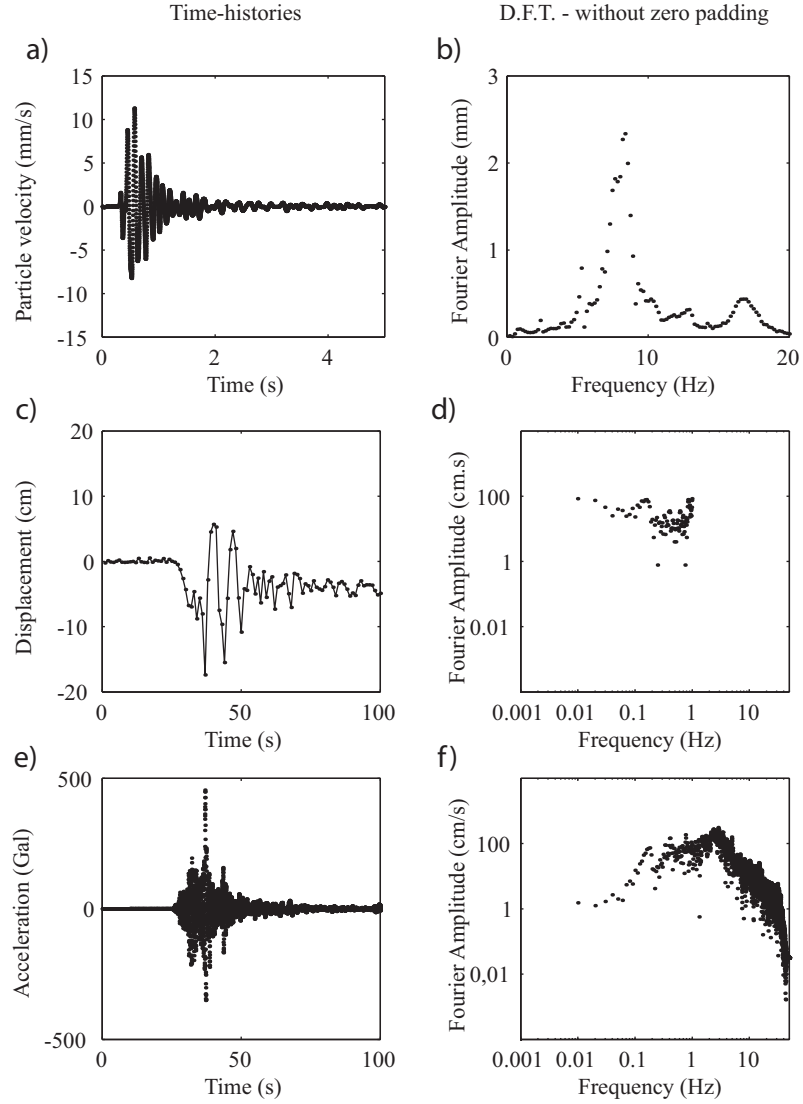 Time-histories
D.F.T. - without zero padding
a)
15
10
5
0
-5
-10
-15
Particle velocity (mm/s)
0 2 4
Time (s)
b)
3
2
1
0
Fourier Amplitude (mm)
0 10 20
Frequency (Hz)
c)
20
10
0
-10
-20
Displacement (cm)
0 50 100
Time (s)
d)
100
1
0.01
Fourier Amplitude (cm.s)
0.001 0.01 0.1 1 10
Frequency (Hz)
e)
500
0
-500
Acceleration (Gal)
0 50 100
Time (s)
f)
100
1
0,01
Fourier Amplitude (cm/s)
0.001 0.01 0.1 1 10
Frequency (Hz)